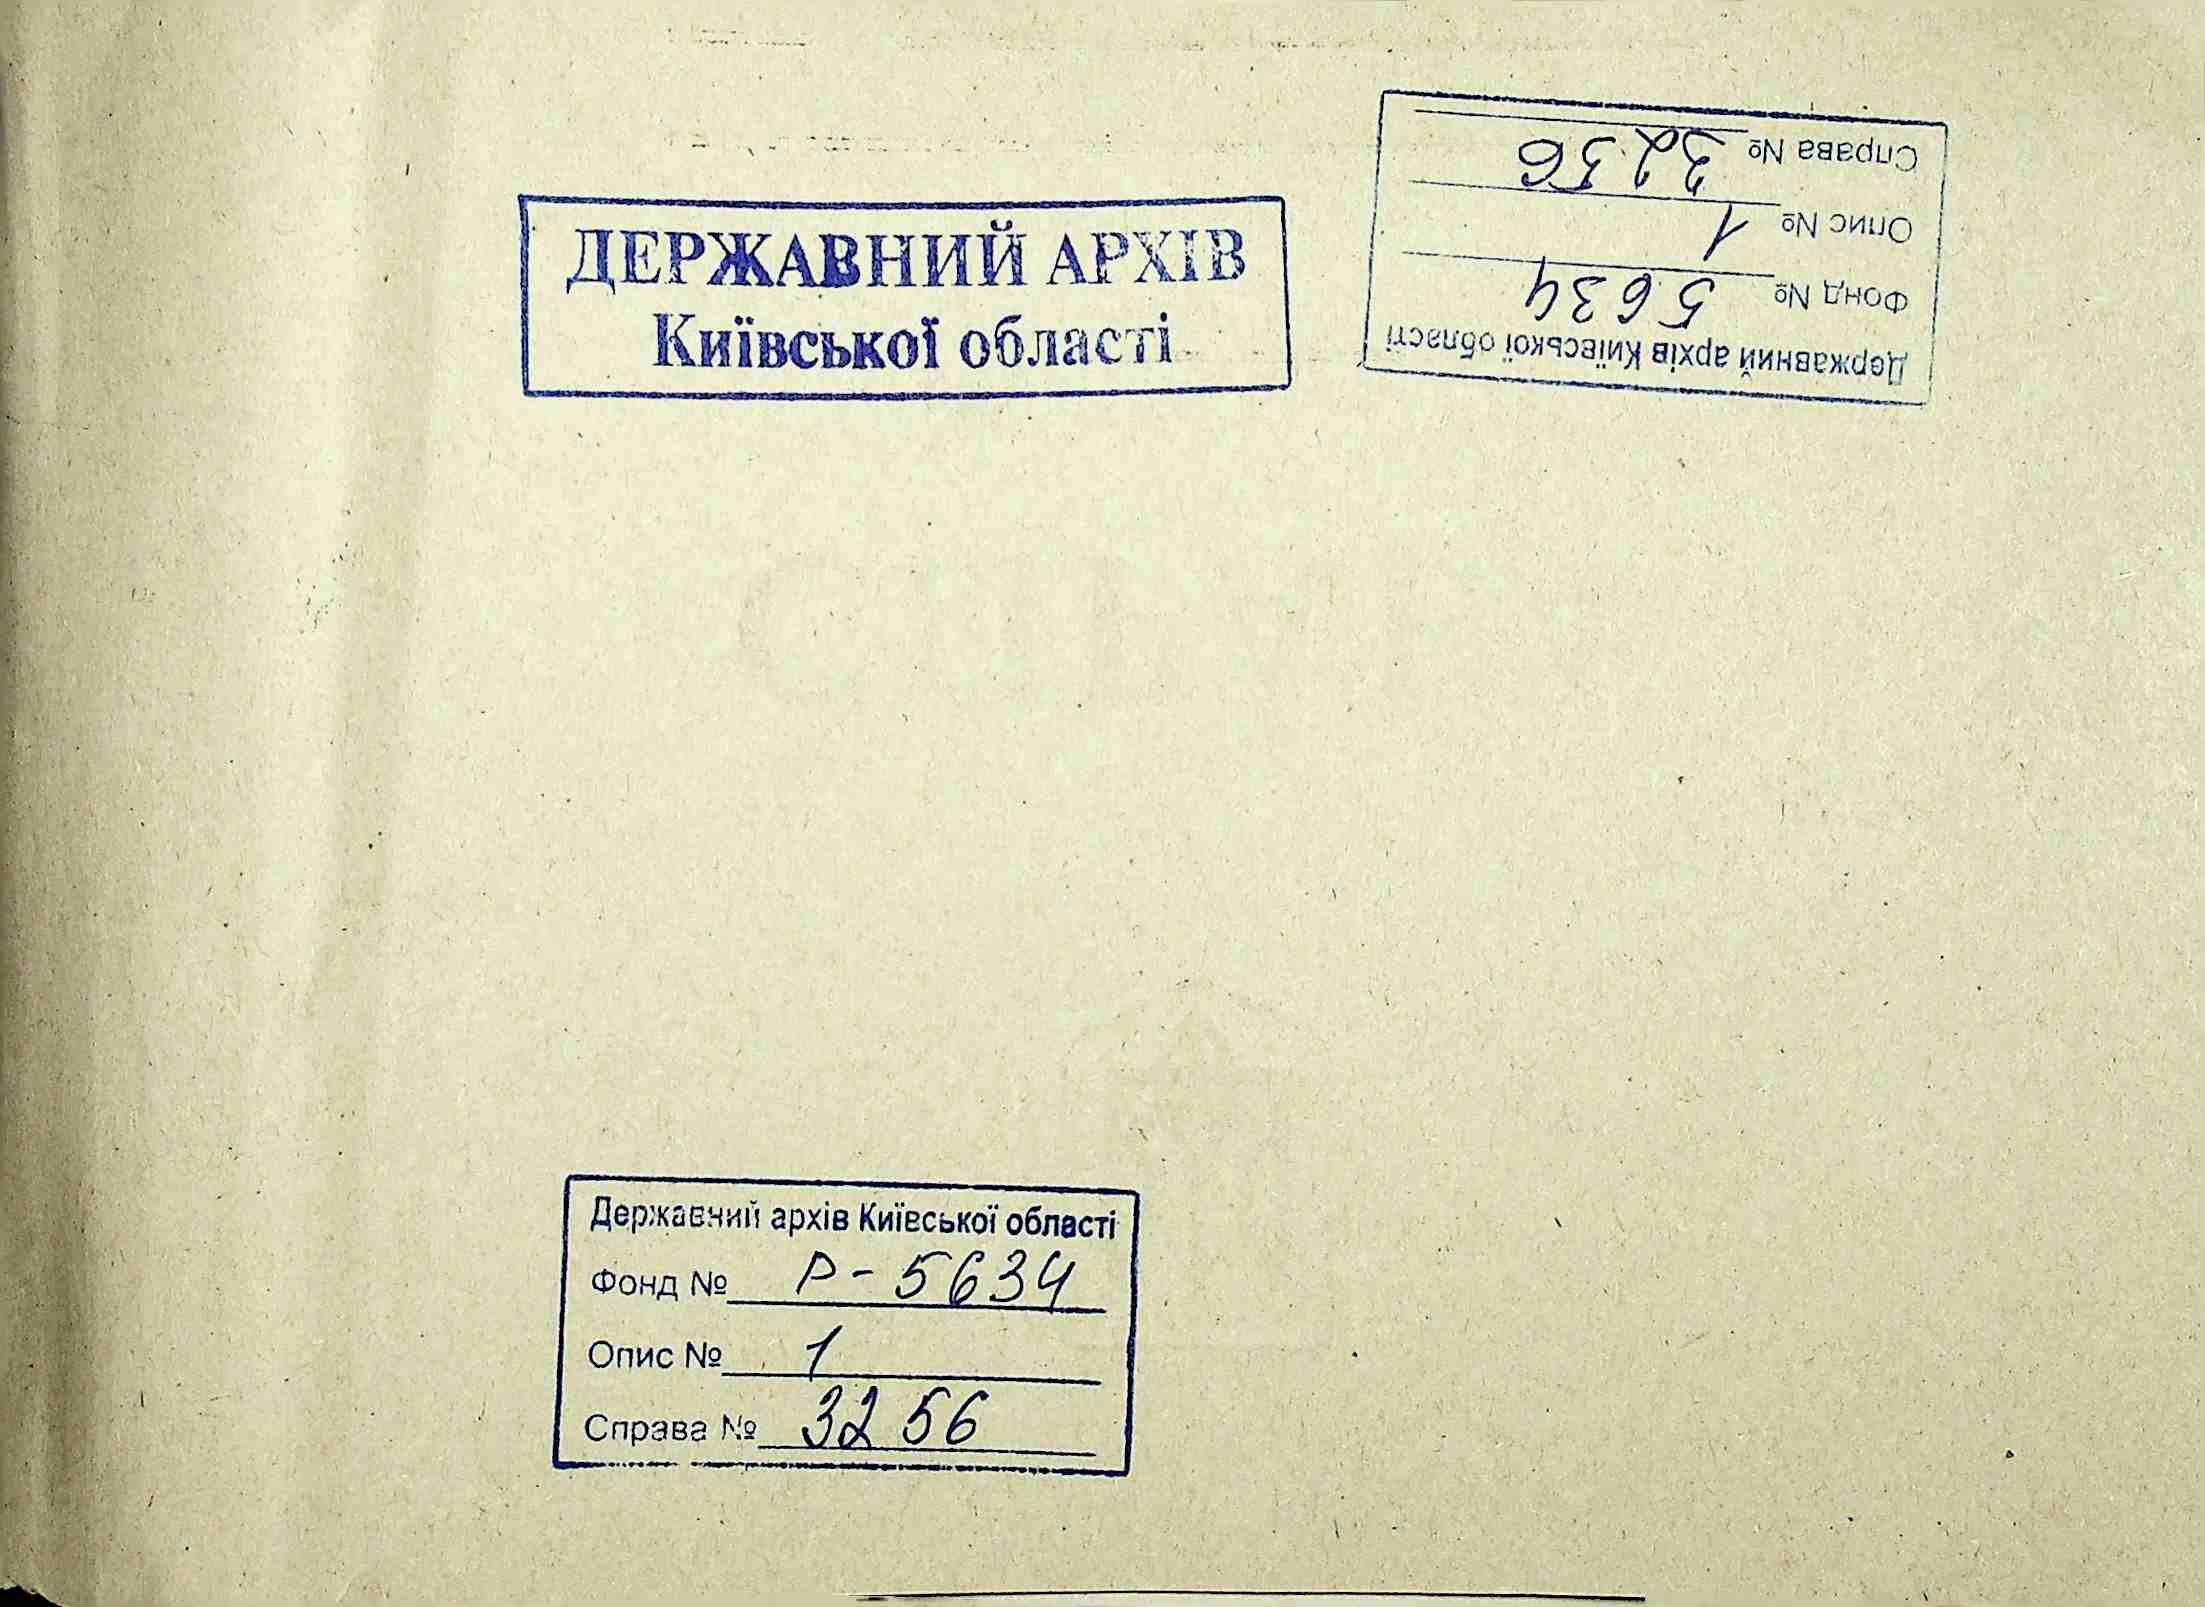 ДЕРЖАВНИЙ АРХІВ
Київської області
Державний архів Київської області
Фонд № 5634
Опис № 1
Справа № 3256
Державний архів Київської області
Фонд № Р-5634
Опис № 1
Справа № 3256